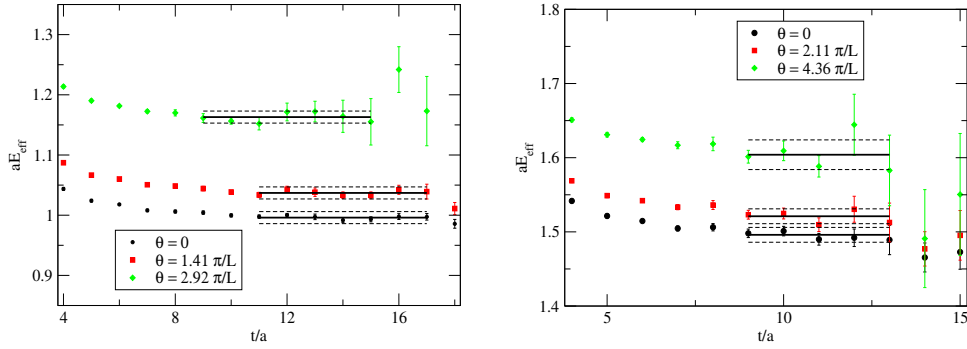 1.3
1.2
1.1
1
0.9
aE_eff
4
8
12
16
t/a
θ = 0
θ = 1.41 π/L
θ = 2.92 π/L
1.8
1.7
1.6
1.5
1.4
aE_eff
5
10
15
t/a
θ = 0
θ = 2.11 π/L
θ = 4.36 π/L